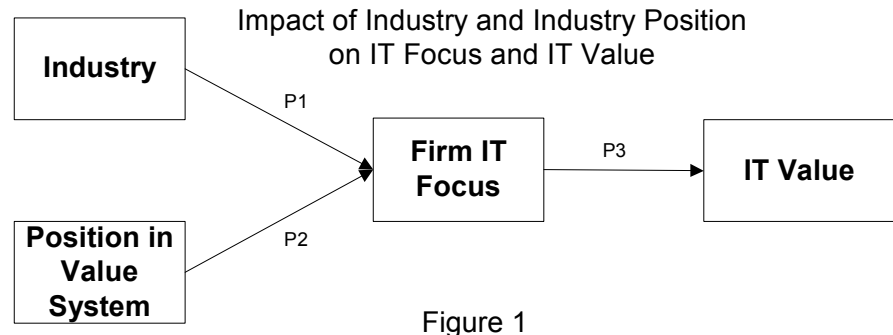 Impact of Industry and Industry Position
on IT Focus and IT Value
Industry
P1
Firm IT
Focus
P3
IT Value
Position in
Value
System
P2
Figure 1